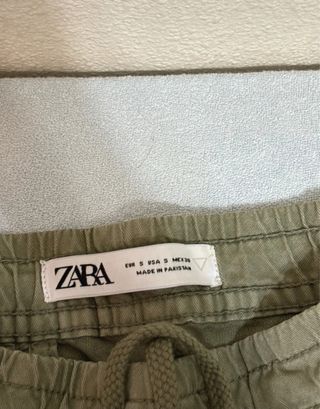 ZARA
EUR S USA S MEX 26
MADE IN PAKISTAN